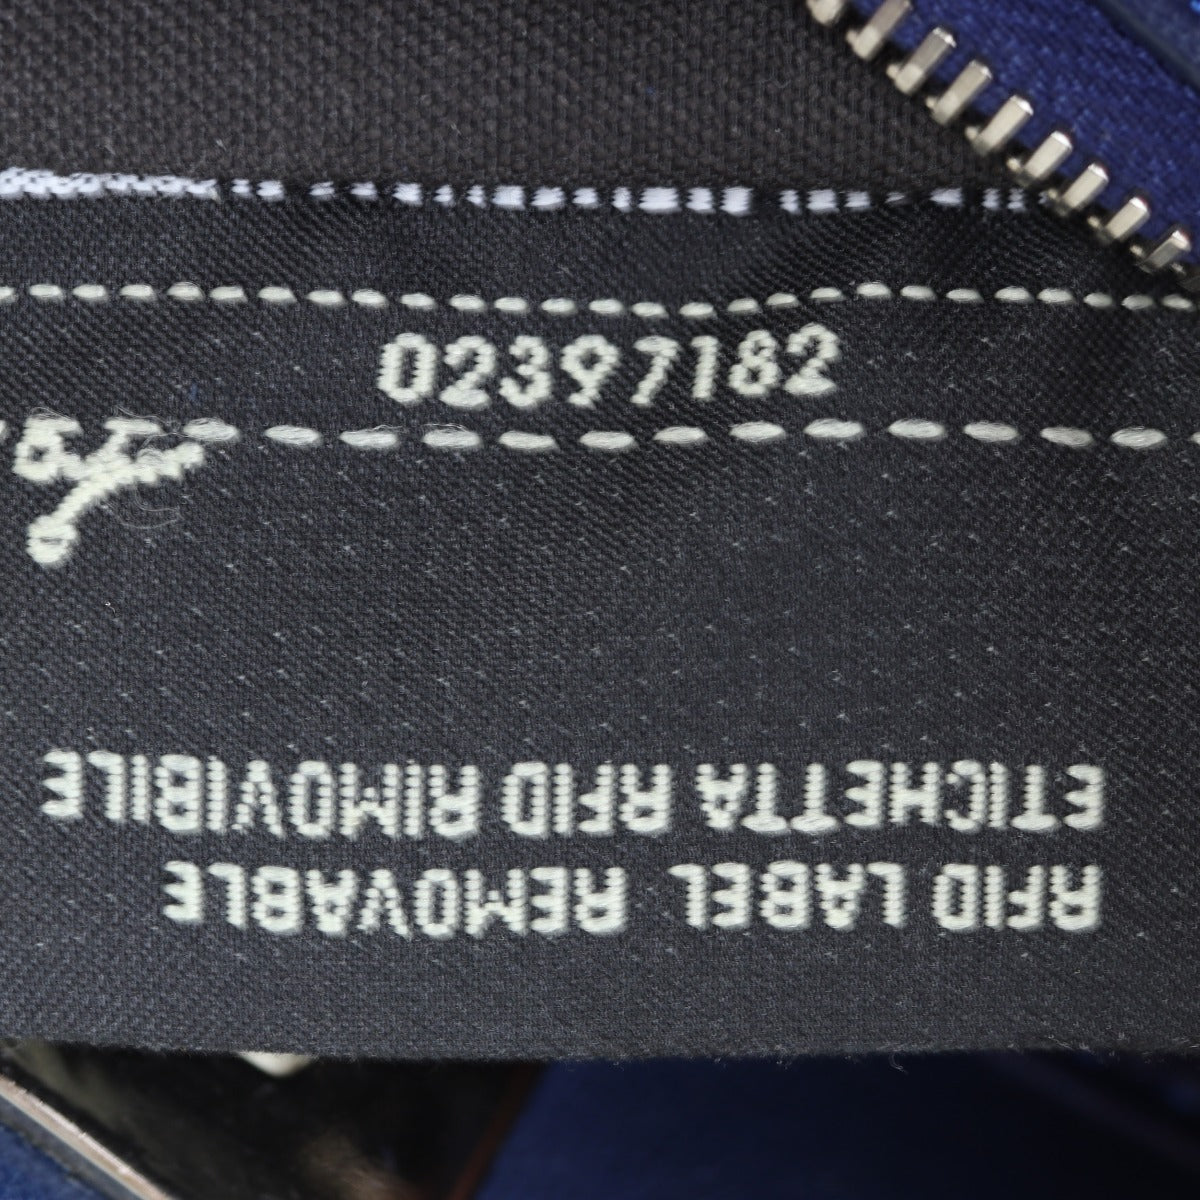 02397182
RFID LABEL REMOVABLE
ETICHETTA RFID RIMOVIBILE